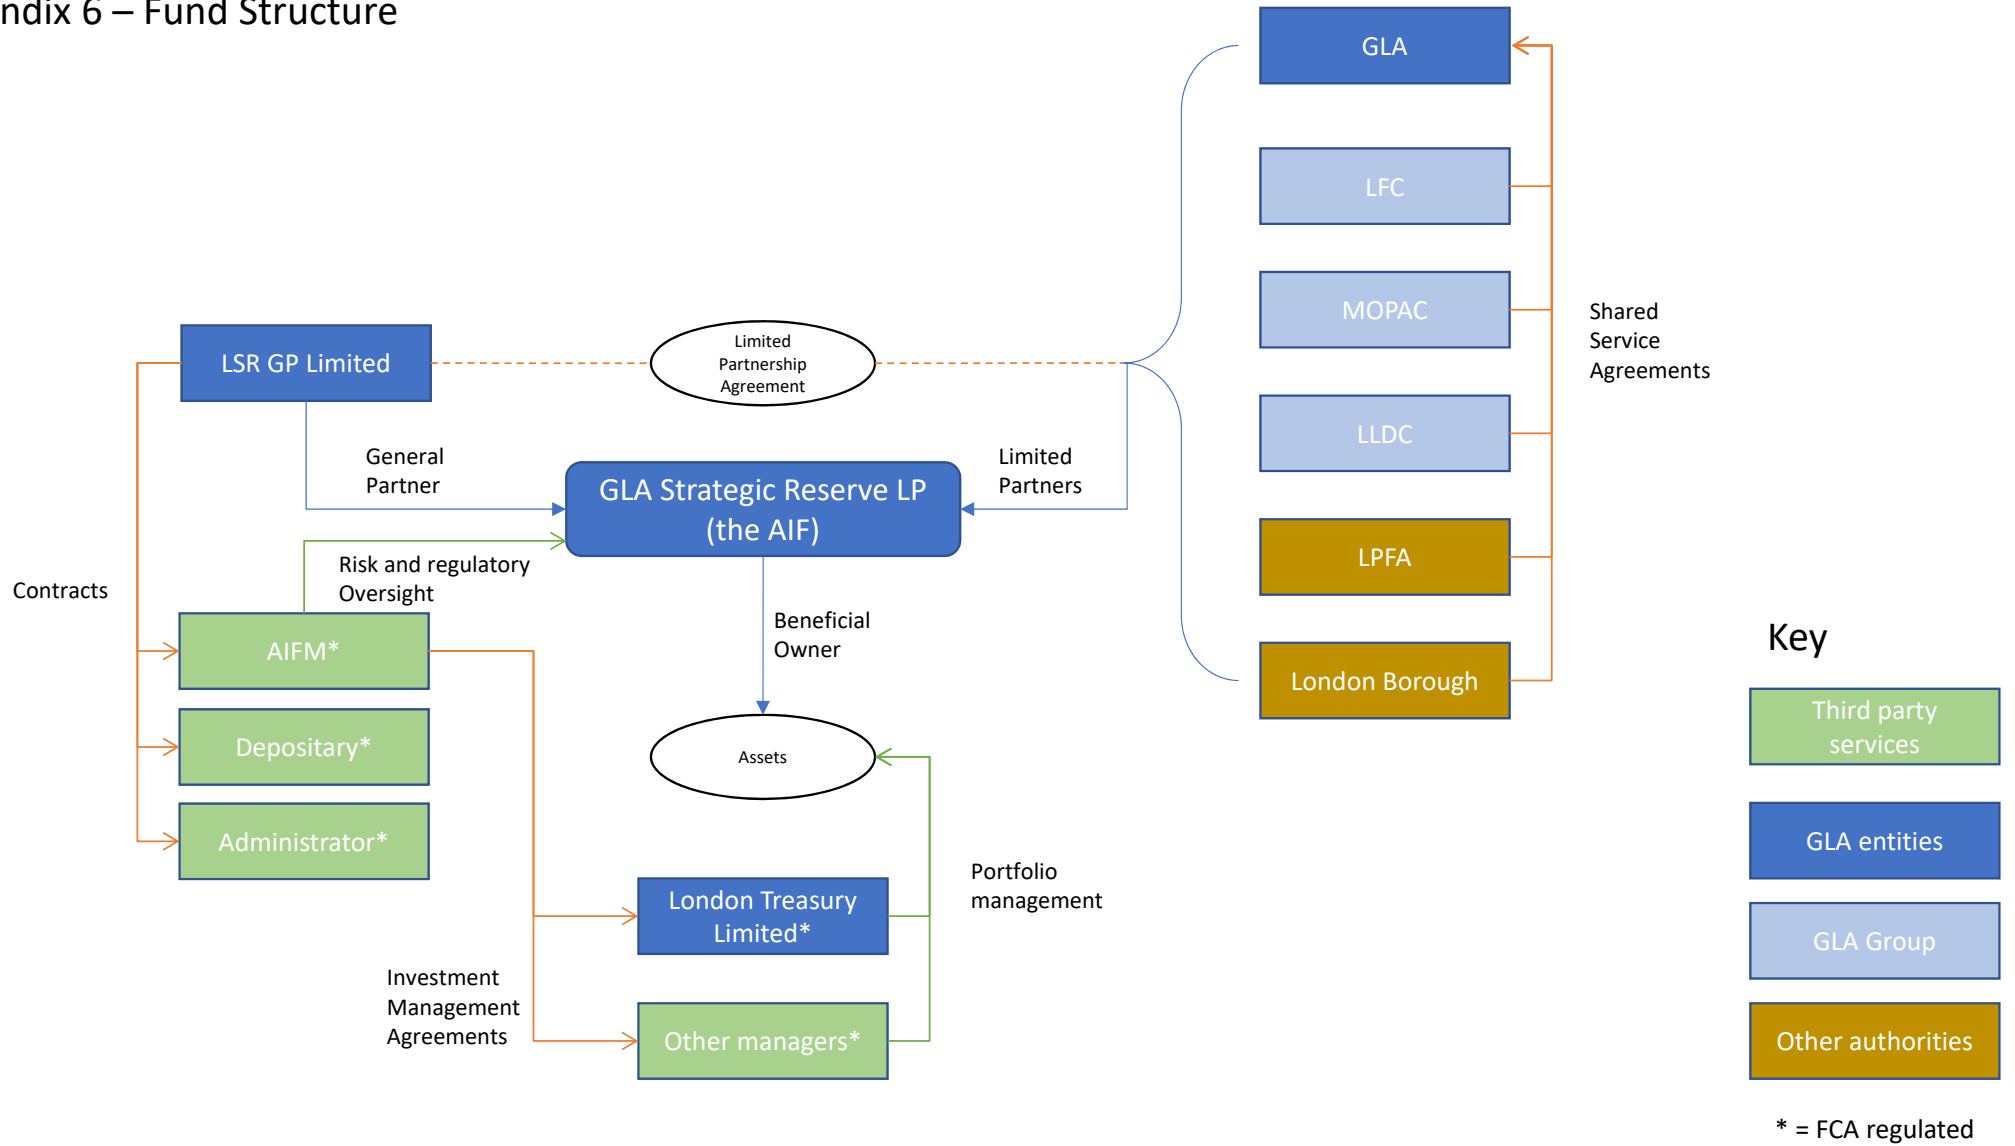 ndix 6 – Fund Structure
GLA
LFC
MOPAC
LLDC
LPFA
London Borough
Shared
Service
Agreements
LSR GP Limited
Limited
Partnership
Agreement
General
Partner
Limited
Partners
GLA Strategic Reserve LP
(the AIF)
Risk and regulatory
Oversight
Contracts
AIFM*
Depositary*
Administrator*
Beneficial
Owner
Assets
London Treasury
Limited*
Other managers*
Portfolio
management
Investment
Management
Agreements
Key
Third party
services
GLA entities
GLA Group
Other authorities
* = FCA regulated